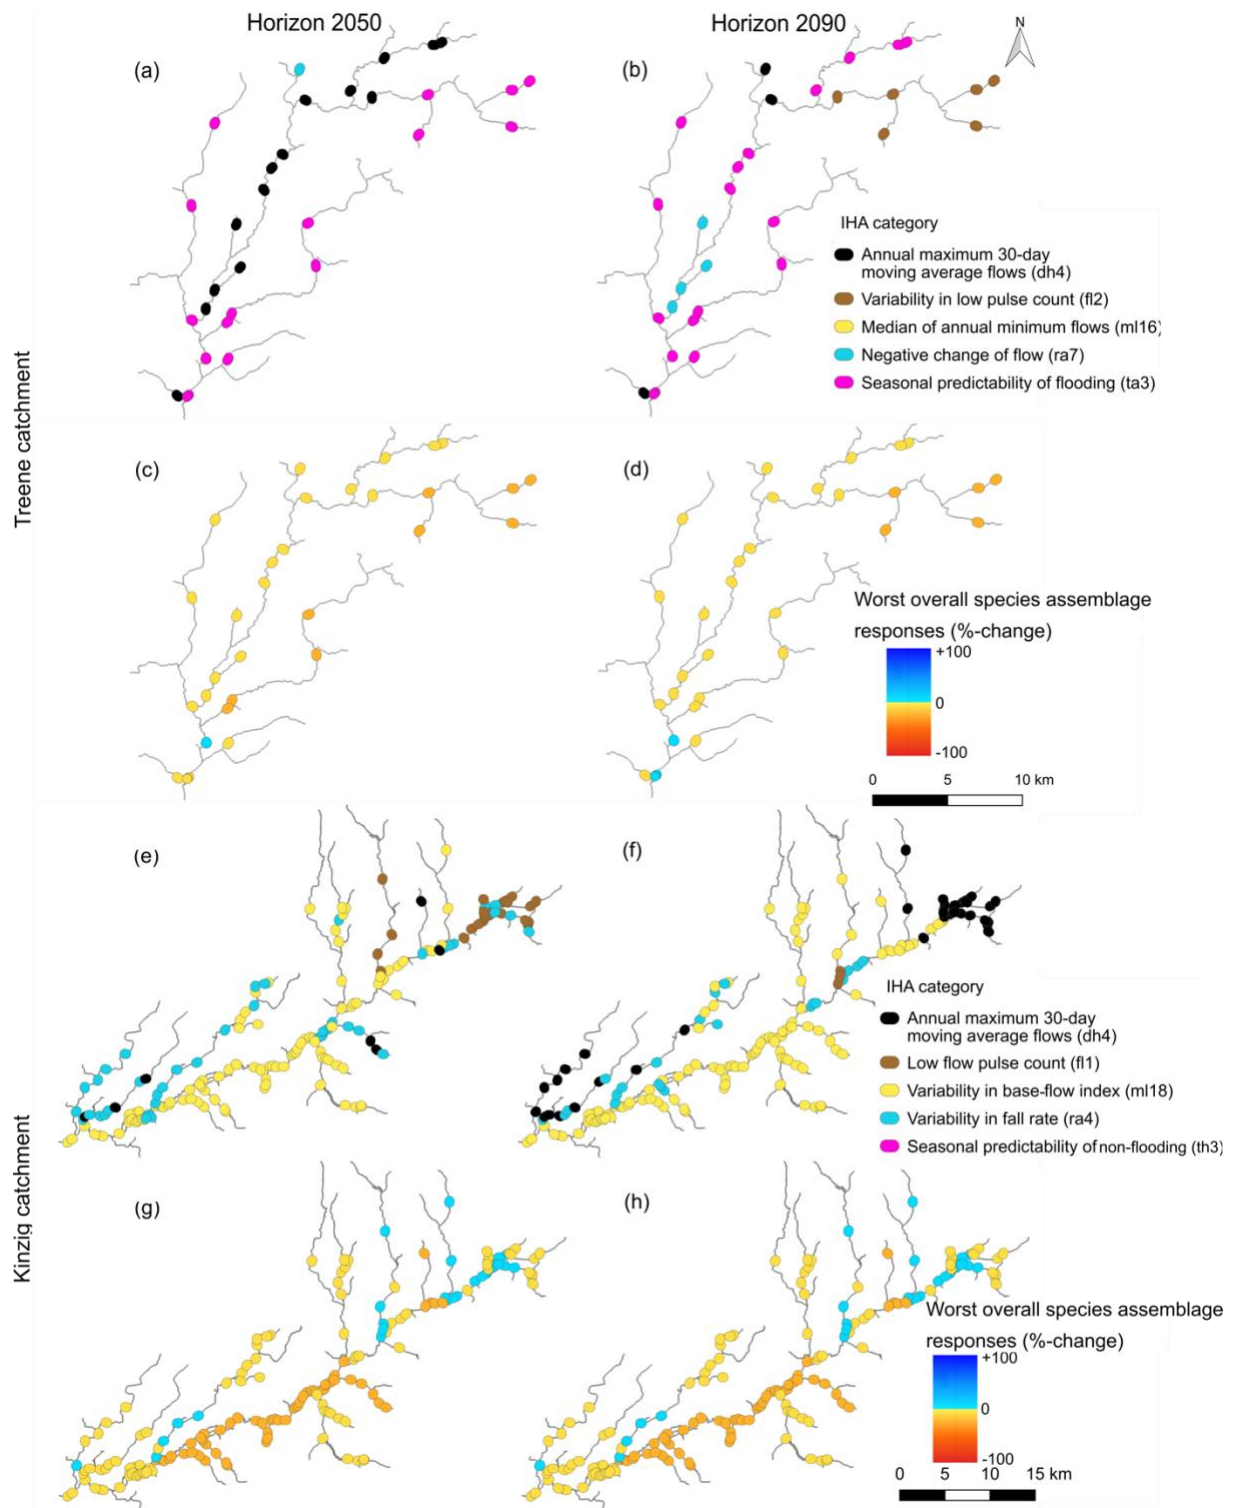 Horizon 2050
Horizon 2090
N
(a)
(b)
IHA category
Annual maximum 30-day
moving average flows (dh4)
Variability in low pulse count (fl2)
Median of annual minimum flows (ml16)
Negative change of flow (ra7)
Seasonal predictability of flooding (ta3)
Treene catchment
(c)
(d)
Worst overall species assemblage
responses (%-change)
+100
0
-100
0 5 10 km
(e)
(f)
IHA category
Annual maximum 30-day
moving average flows (dh4)
Low flow pulse count (fl1)
Variability in base-flow index (ml18)
Variability in fall rate (ra4)
Seasonal predictability of non-flooding (th3)
Kinzig catchment
(g)
(h)
Worst overall species assemblage
responses (%-change)
+100
0
-100
0 5 10 15 km